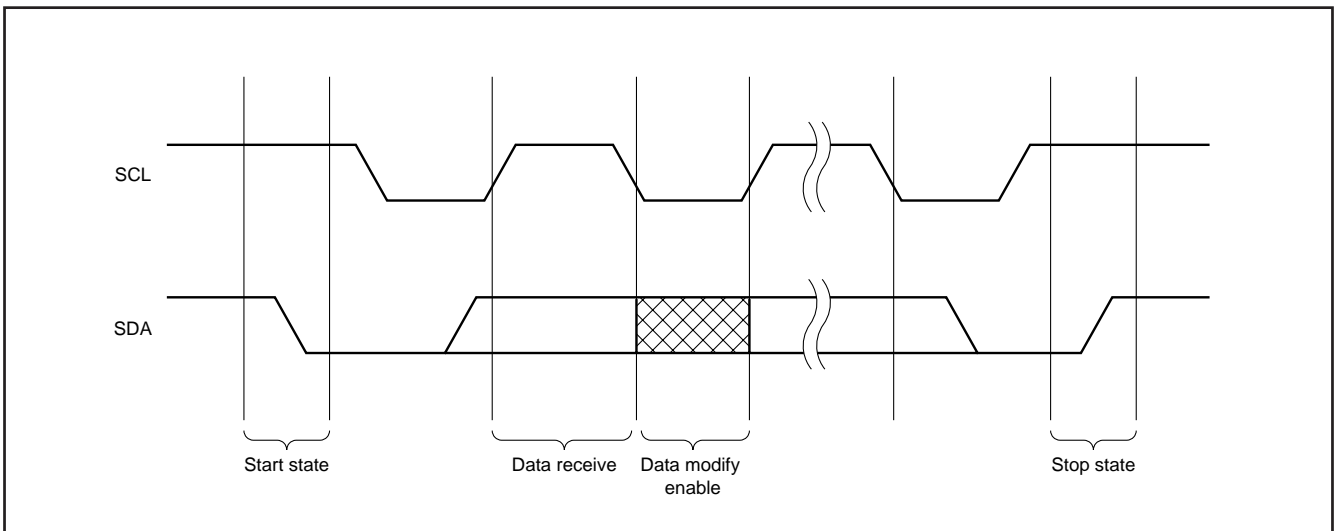 SCL
SDA
Start state
Data receive
Data modify
enable
Stop state